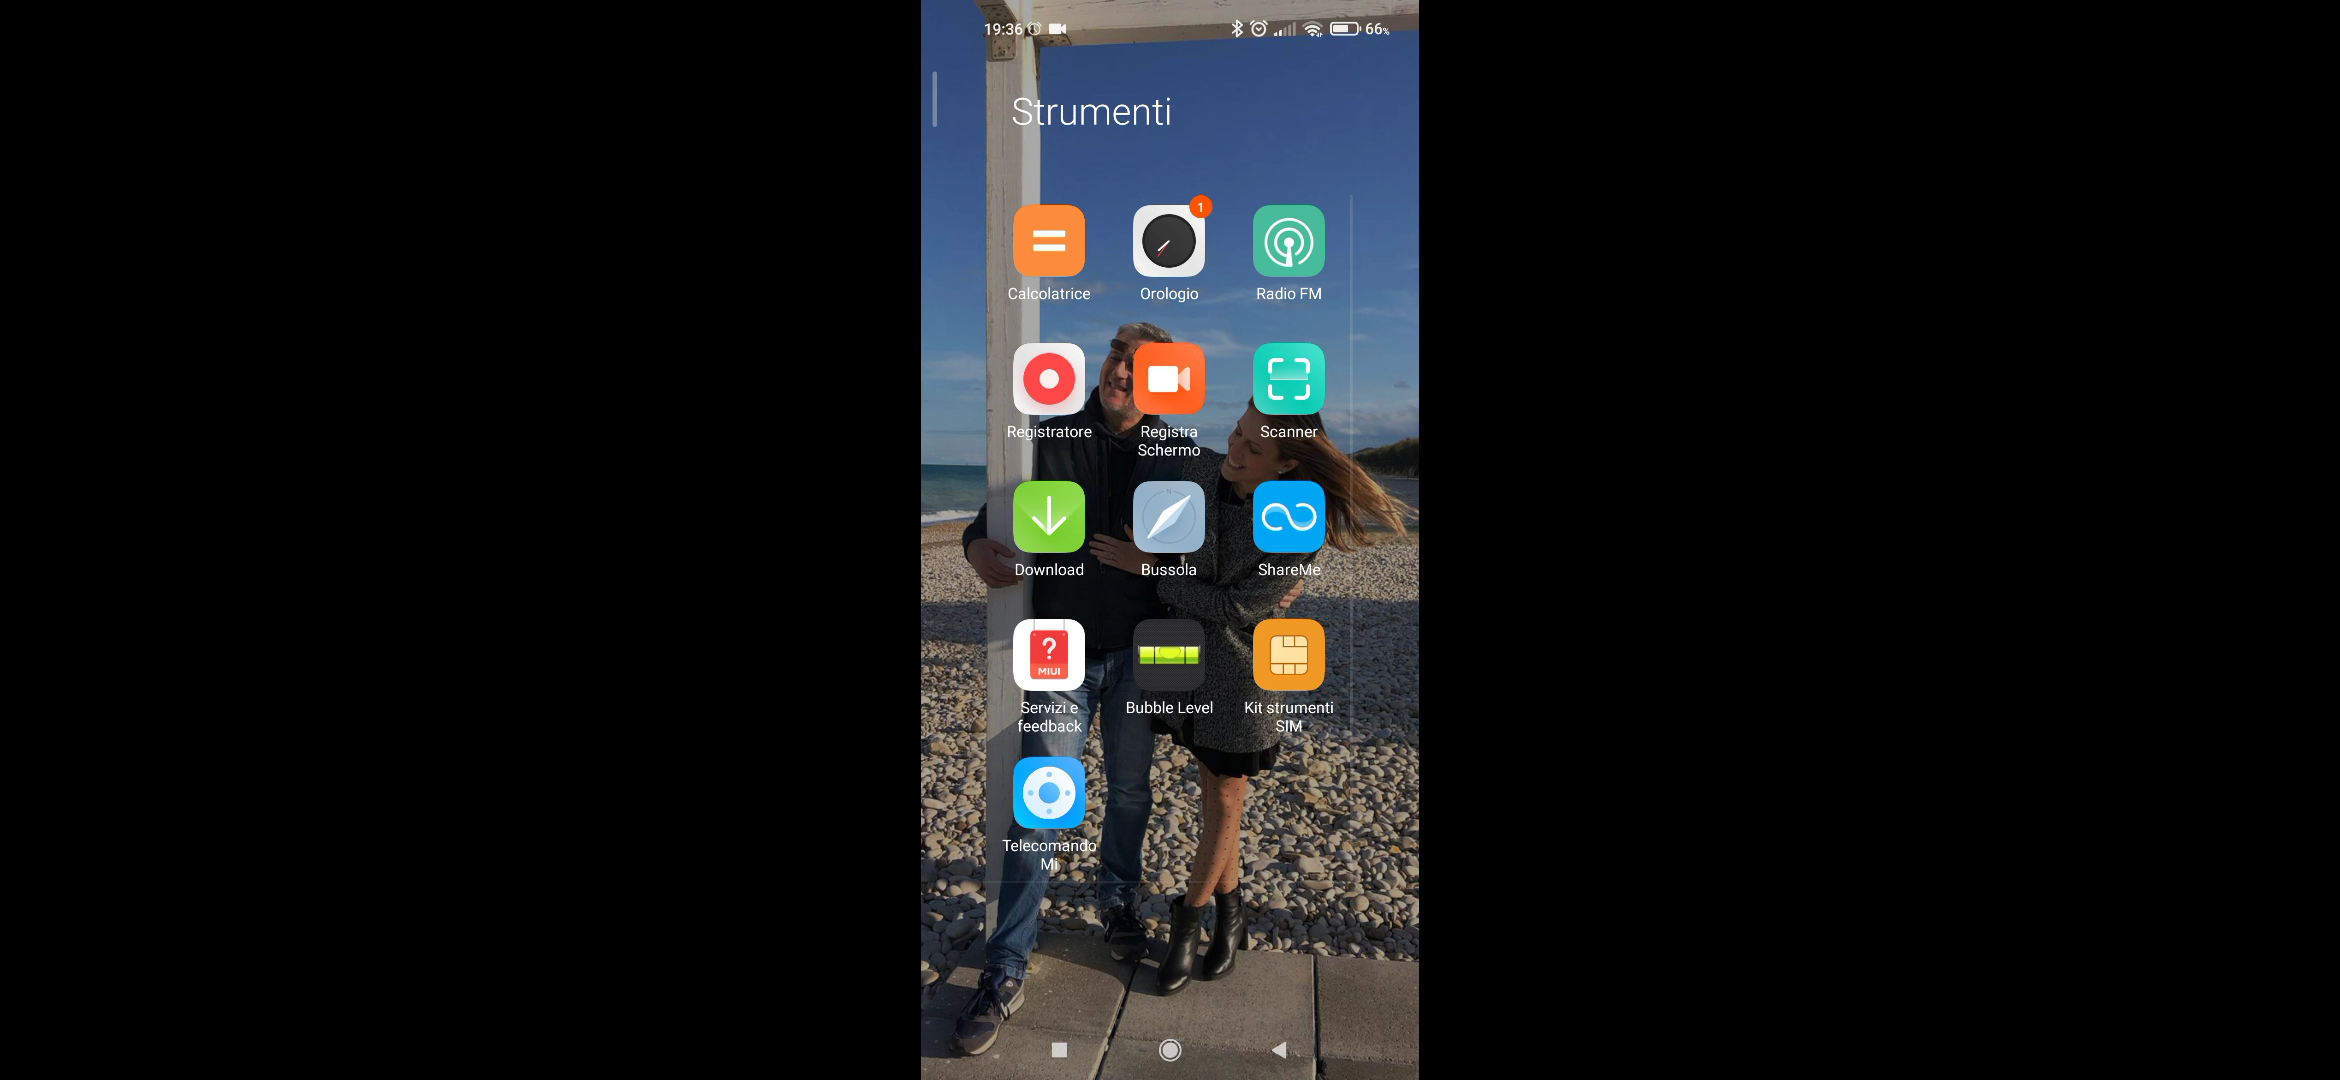 19:36
66%
Strumenti
1
Calcolatrice
Orologio
Radio FM
Registratore
Registra
Schermo
Scanner
Download
N
Bussola
ShareMe
?
MIUI
Servizi e
feedback
Bubble Level
Kit strumenti
SIM
Telecomando
Mi